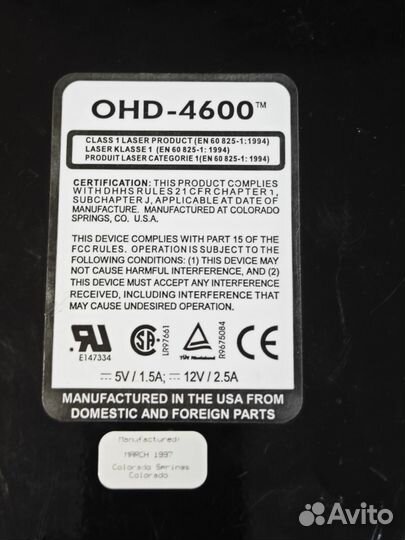 OHD-4600™
CLASS 1 LASER PRODUCT (EN 60 825-1:1994)
LASER KLASSE 1 (EN 60 825-1: 1994)
PRODUIT LASER CATEGORIE 1(EN 60 825-1: 1994)
CERTIFICATION: THIS PRODUCT COMPLIES
WITH DHHS RULES 21 CFR CHAPTER 1,
SUBCHAPTER J, APPLICABLE AT DATE OF
MANUFACTURE. MANUFACTURED AT COLORADO
SPRINGS, CO. U.S.A.
THIS DEVICE COMPLIES WITH PART 15 OF THE
FCC RULES. OPERATION IS SUBJECT TO THE
FOLLOWING CONDITIONS: (1) THIS DEVICE MAY
NOT CAUSE HARMFUL INTERFERENCE, AND (2)
THIS DEVICE MUST ACCEPT ANY INTERFERENCE
RECEIVED, INCLUDING INTERFERENCE THAT MAY
CAUSE UNDESIRED OPERATION.
E147334
LR97661
TÜV Rheinland
R9675084
CE
5V / 1.5A; 12V / 2.5A
MANUFACTURED IN THE USA FROM
DOMESTIC AND FOREIGN PARTS
Manufactured:
MARCH 1997
Colorado Springs
Colorado
Avito